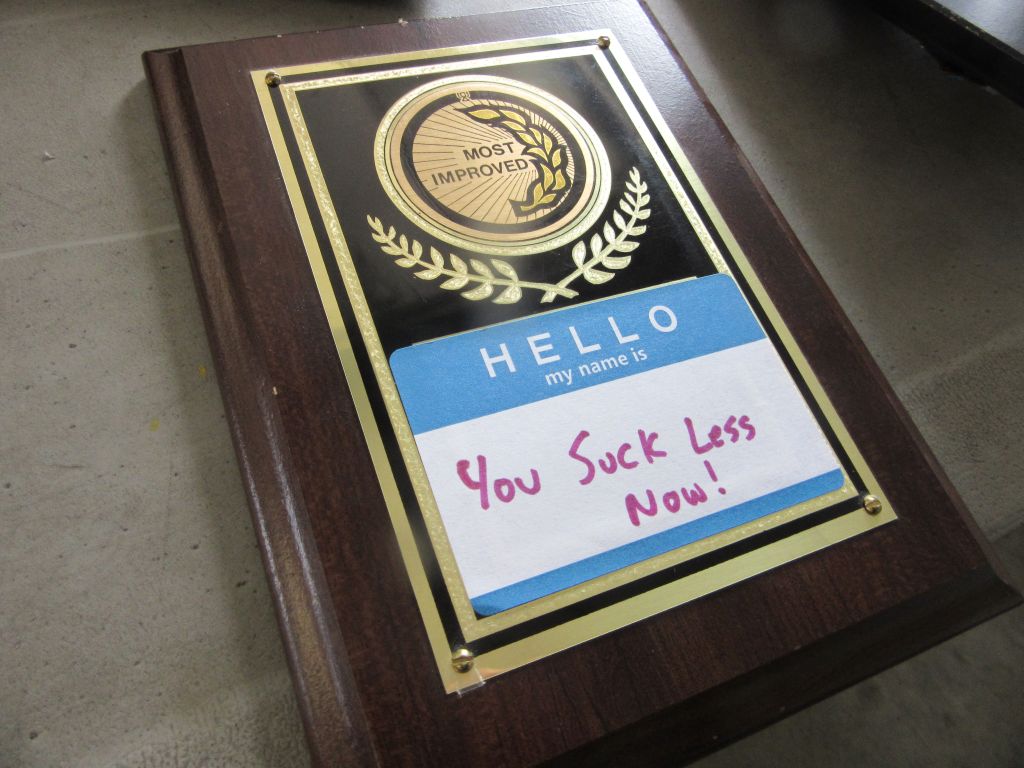 MOST
IMPROVED
HELLO
my name is
You Suck Less
Now!